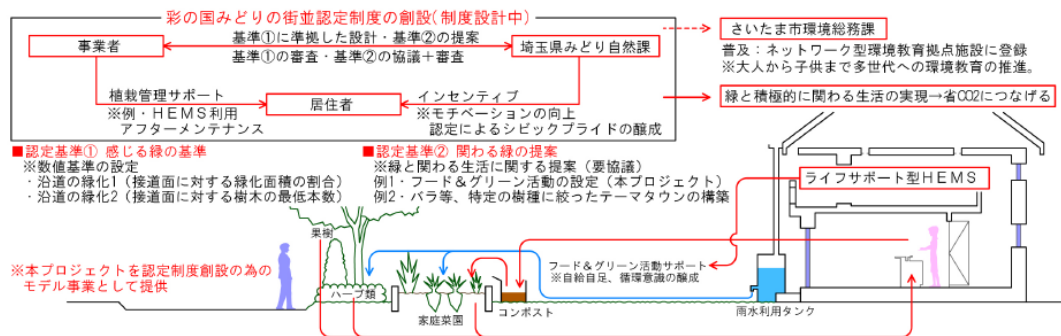 彩の国みどりの街並認定制度の創設(制度設計中)
事業者
基準①に準拠した設計・基準②の提案
基準①の審査・基準②の協議+審査
埼玉県みどり自然課
植栽管理サポート
※例・HEMS利用
アフターメンテナンス
居住者
インセンティブ
※モチベーションの向上
認定によるシビックプライドの醸成
さいたま市環境総務課
普及:ネットワーク型環境教育拠点施設に登録
※大人から子供まで多世代への環境教育の推進。
緑と積極的に関わる生活の実現→省CO2につなげる
■認定基準① 感じる緑の基準
※数値基準の設定
・沿道の緑化1(接道面に対する緑化面積の割合)
・沿道の緑化2(接道面に対する樹木の最低本数)
■認定基準② 関わる緑の提案
※緑と関わる生活に関する提案(要協議)
例1・フード&グリーン活動の設定(本プロジェクト)
例2・バラ等、特定の樹種に絞ったテーマタウンの構築
ライフサポート型HEMS
果樹
※本プロジェクトを認定制度創設の為の
モデル事業として提供
ハーブ類
家庭菜園
コンポスト
フード&グリーン活動サポート
※自給自足、循環意識の醸成
雨水利用タンク